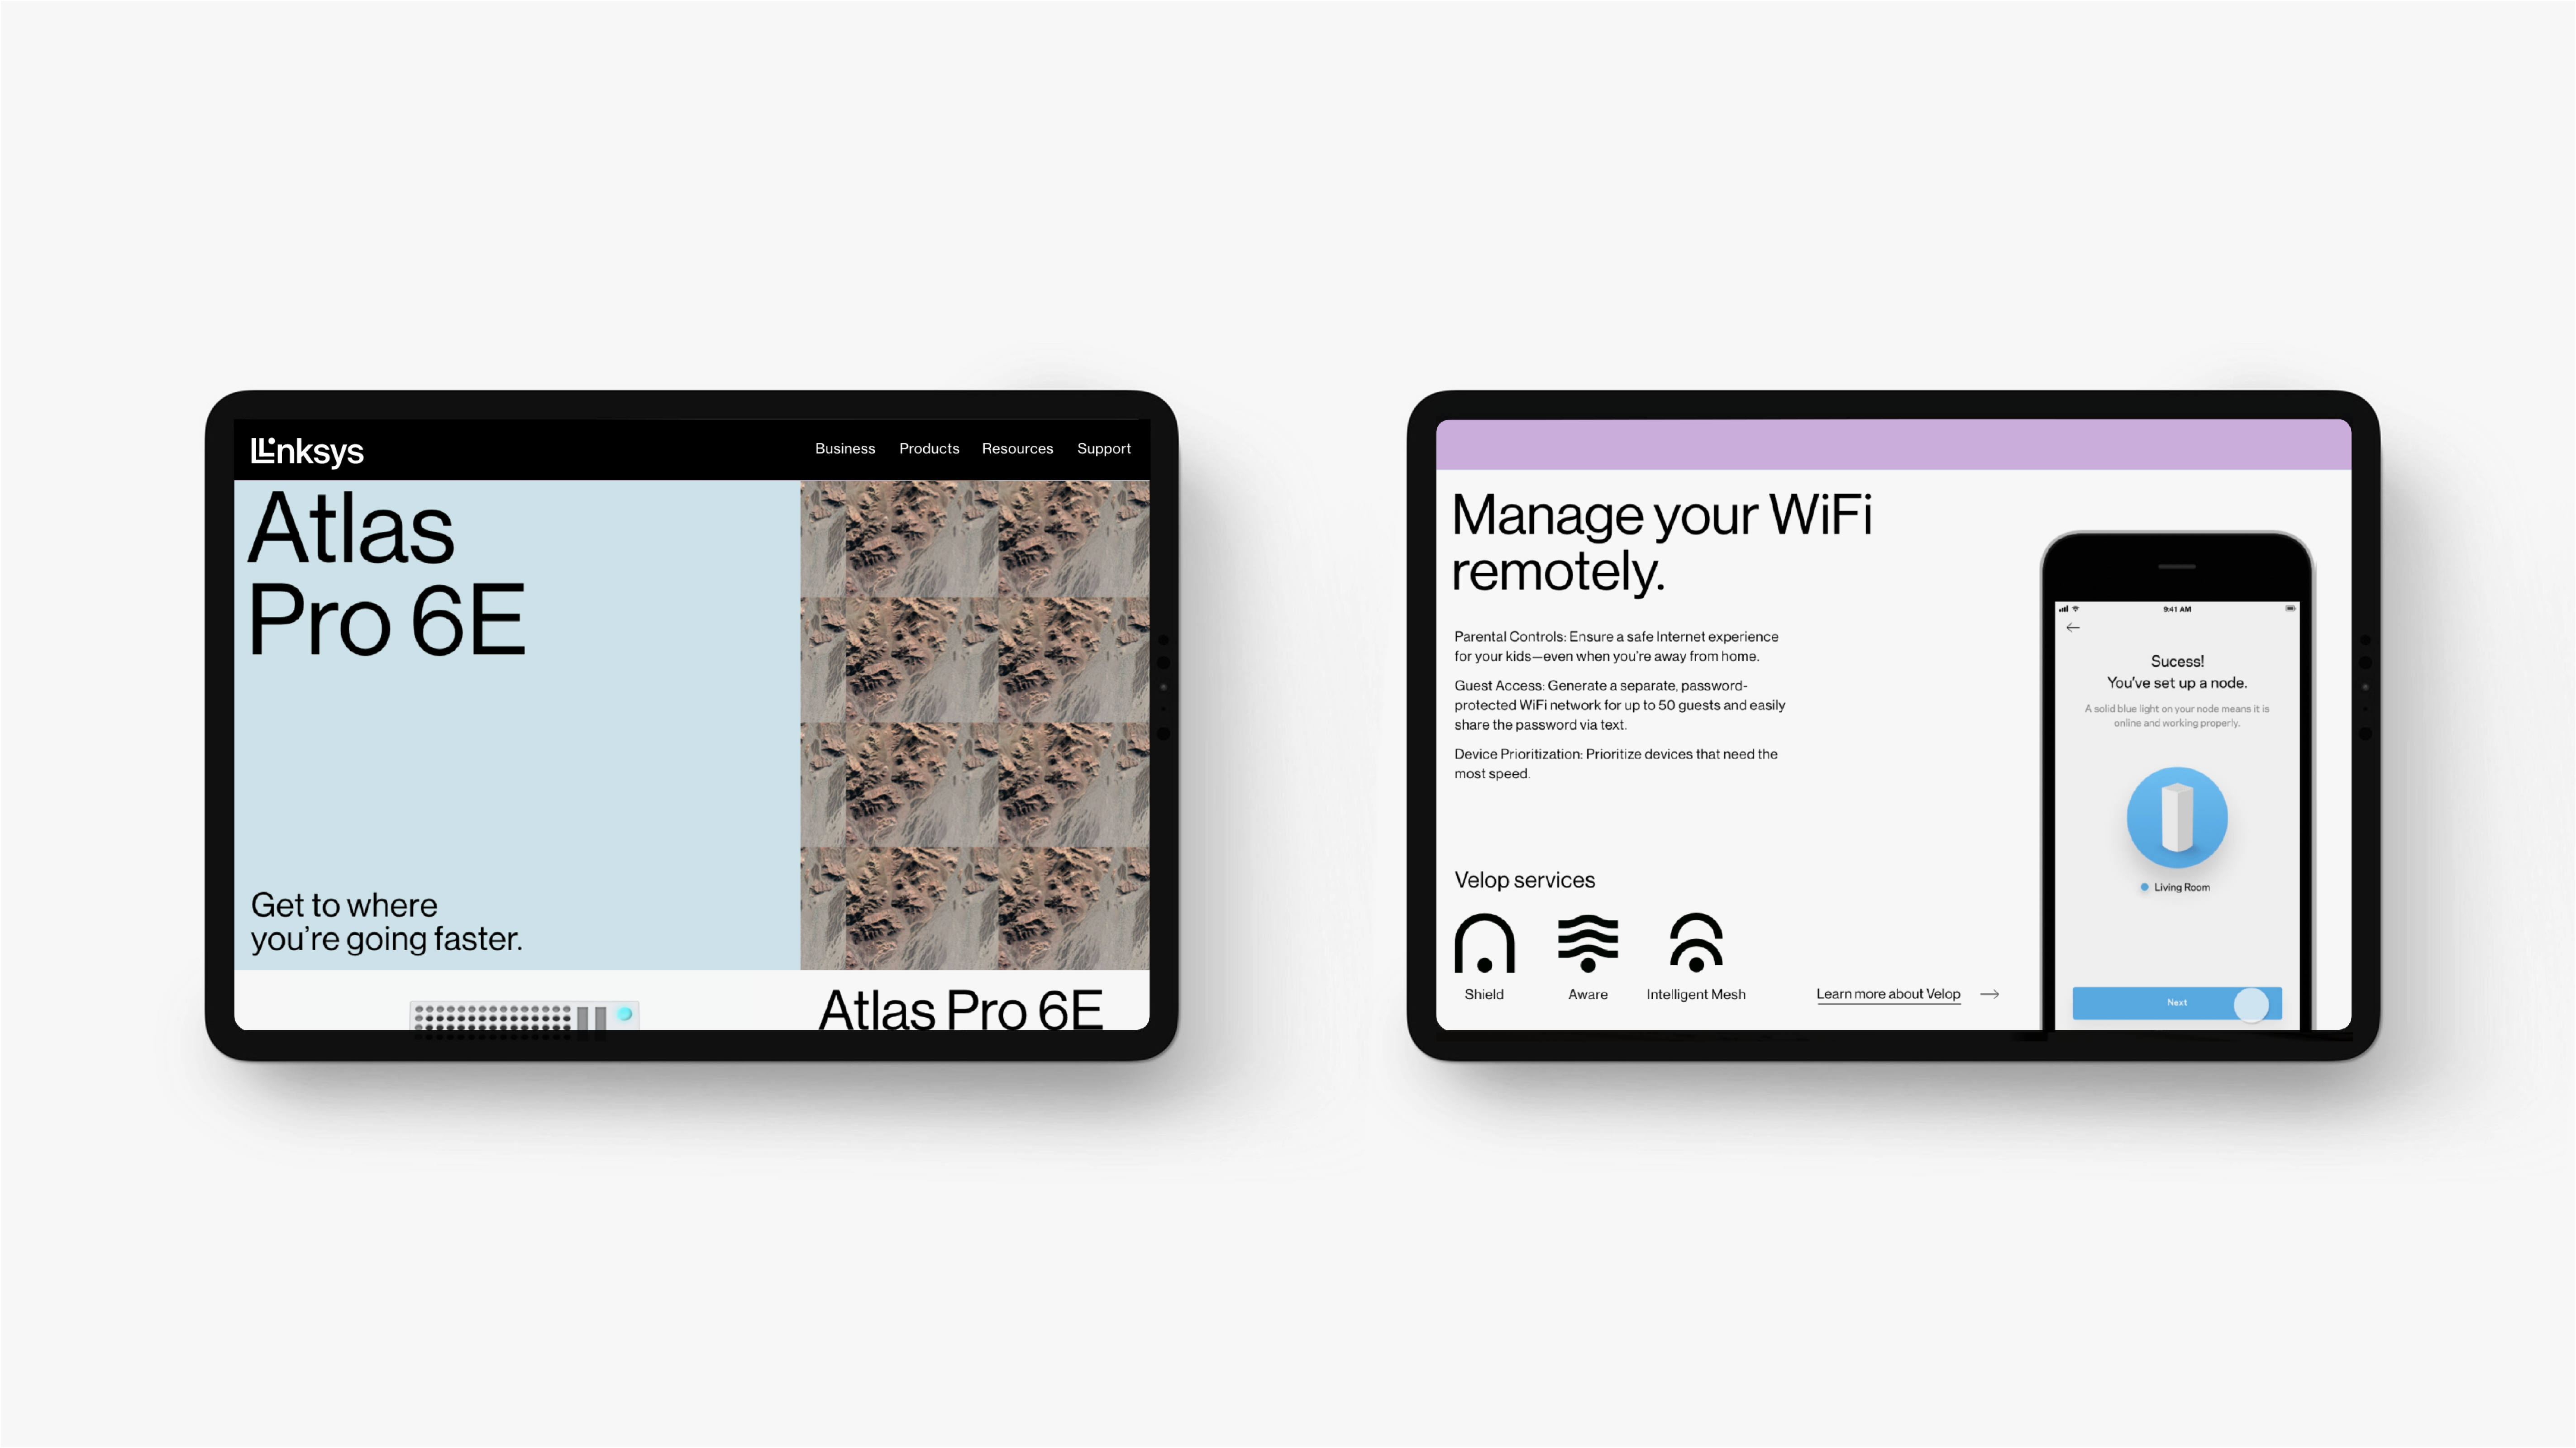 Linksys
Business Products Resources Support
Atlas
Pro 6E
Get to where
you're going faster.
Atlas Pro 6E
Manage your WiFi
remotely.
Parental Controls: Ensure a safe Internet experience
for your kids—even when you're away from home.
Guest Access: Generate a separate, password-
protected WiFi network for up to 50 guests and easily
share the password via text.
Device Prioritization: Prioritize devices that need the
most speed.
Velop services
Shield Aware Intelligent Mesh
Learn more about Velop →
9:41 AM
Sucess!
You've set up a node.
A solid blue light on your node means it is
online and working properly.
Living Room
Next